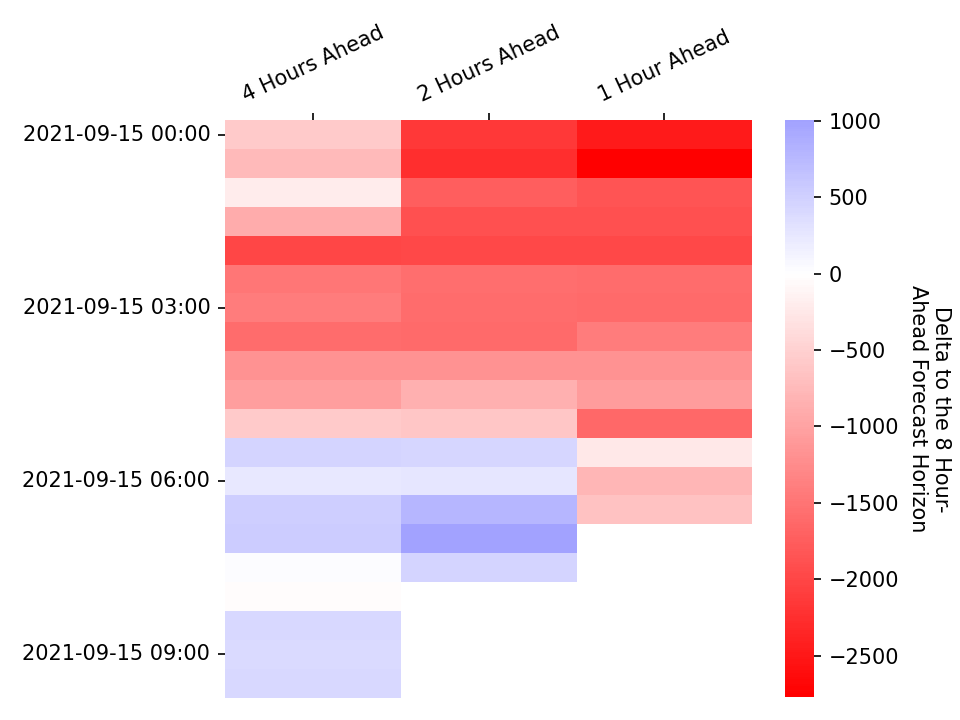 4 Hours Ahead
2 Hours Ahead
1 Hour Ahead
2021-09-15 00:00
2021-09-15 03:00
2021-09-15 06:00
2021-09-15 09:00
1000
500
0
−500
−1000
−1500
−2000
−2500
Delta to the 8 Hour-
Ahead Forecast Horizon